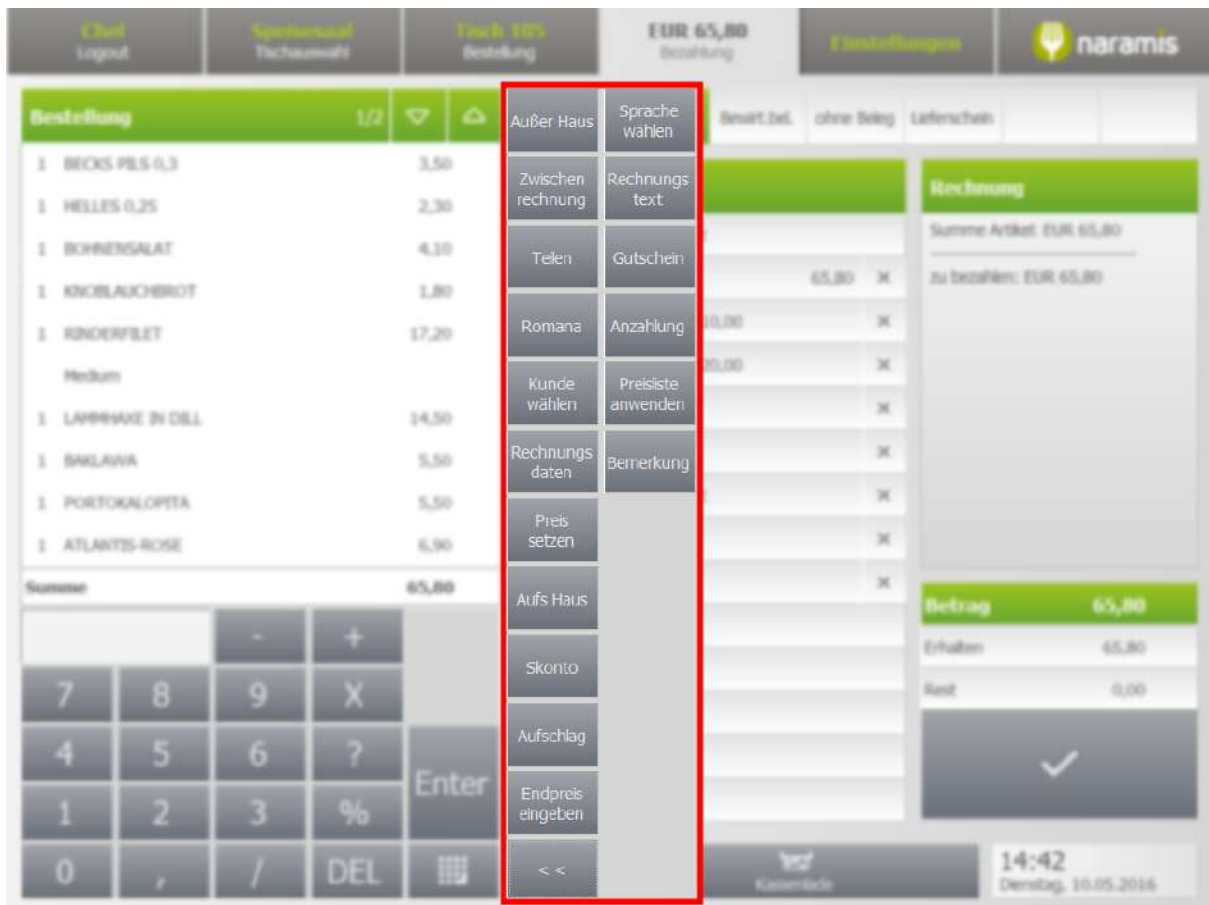 Chef
Logout
Speisesaal
Tischauswahl
Tisch 105
Bestellung
EUR 65,80
Bezahlung
Einstellungen
naramis
Bestellung 1/2
1 BECKS PILS 0,3 3,50
1 HELLES 0,25 2,30
1 BOHNENSALAT 4,10
1 KNOBLAUCHBROT 1,80
1 RINDERFILET 17,20
Medium
1 LAMMHAXE IN DILL 14,50
1 BAKLAWA 5,50
1 PORTOKALOPITA 5,50
1 ATLANTIS-ROSE 6,90
Summe 65,80
- +
7 8 9 X
4 5 6 ?
Enter
1 2 3 %
0 , / DEL
Außer Haus
Sprache
wählen
Zwischen
rechnung
Rechnungs
text
Teilen
Gutschein
Romana
Anzahlung
Kunde
wählen
Preisliste
anwenden
Rechnungs
daten
Bemerkung
Preis
setzen
Aufs Haus
Skonto
Aufschlag
Endpreis
eingeben
< <
Bewirt.bel. ohne Beleg Lieferschein
65,80
10,00
20,00
Rechnung
Summe Artikel: EUR 65,80
zu bezahlen: EUR 65,80
Betrag 65,80
Erhalten 65,80
Rest 0,00
Kassenlade
14:42
Dienstag, 10.05.2016